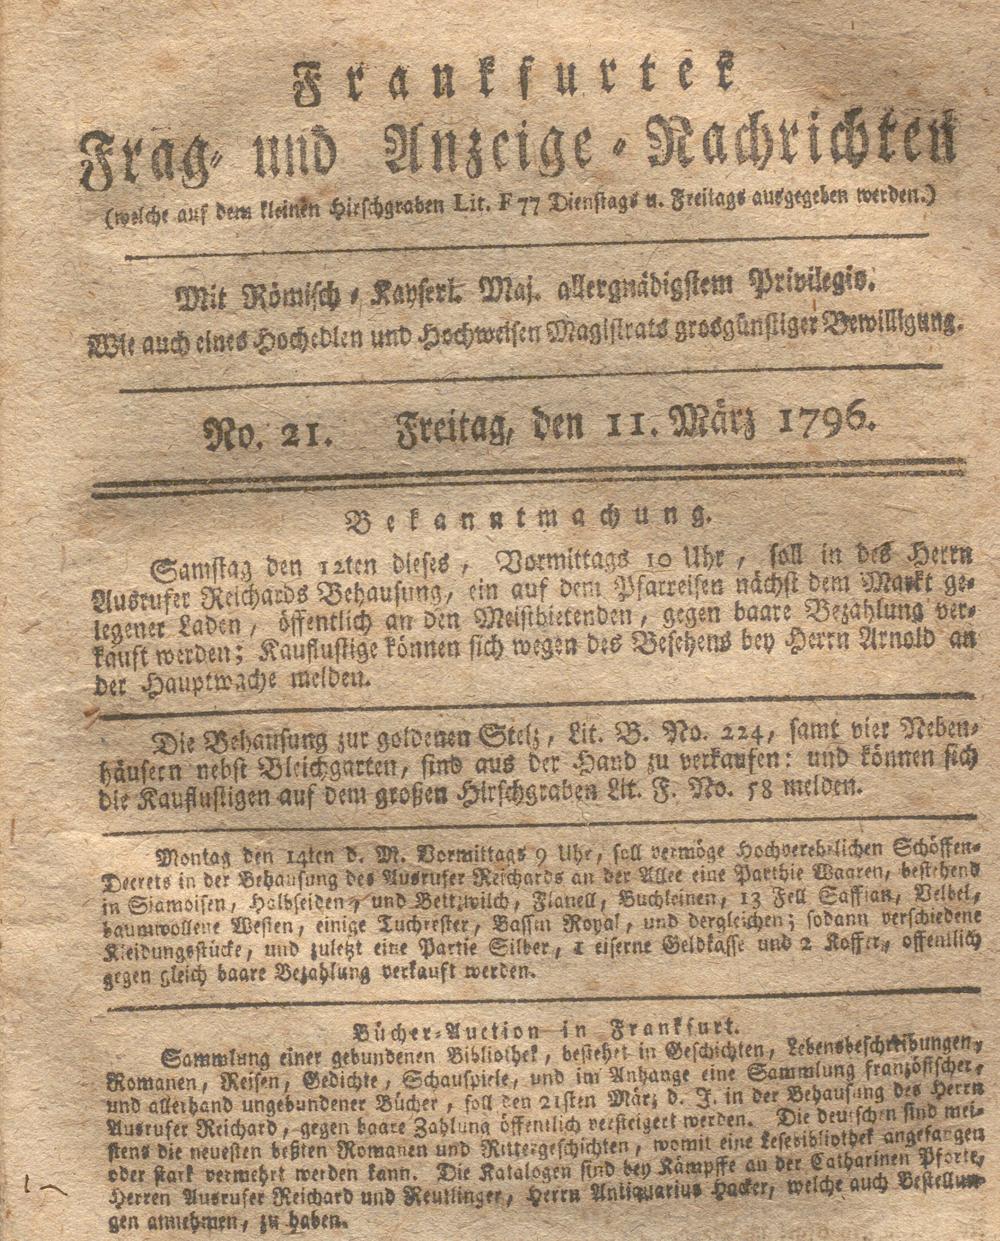 Frankfurter
Frag- und Anzeige-Nachrichten
(welche auf dem kleinen Hirschgraben Lit. F 77 Dienstags u. Freitags ausgegeben werden.)
Mit Römisch-Kayserl. Maj. allergnädigstem Privilegio.
Wie auch eines Hochedlen und Hochweisen Magistrats grosgünstiger Bewilligung.
No. 21. Freitag, den 11. März 1796.
Bekanntmachung.
Samstag den 12ten dieses, Vormittags 10 Uhr, soll in des Herrn
Ausrufer Reichards Behausung, ein auf dem Pfarreisen nächst dem Markt ge-
legener Laden, öffentlich an den Meistbietenden, gegen baare Bezahlung ver-
kauft werden; Kauflustige können sich wegen des Besehens bey Herrn Arnold an
der Hauptwache melden.
Die Behausung zur goldenen Stelz, Lit. B. No. 224, samt vier Neben-
häusern nebst Bleichgarten, sind aus der Hand zu verkaufen: und können sich
die Kauflustigen auf dem großen Hirschgraben Lit. F. No. 58 melden.
Montag den 14ten d. M. Vormittags 9 Uhr, soll vermöge Hochverehrlichen Schöffen-
Decrets in der Behausung des Ausrufer Reichards an der Allee eine Parthie Waaren, bestehend
in Siamoisen, Halbseiden, und Bettzwilch, Flanell, Buchleinen, 13 Fell Saffian, Velbel,
baumwollene Westen, einige Tuchrester, Bassin Royal, und dergleichen; sodann verschiedene
Kleidungsstücke, und zuletzt eine Partie Silber, 1 eiserne Geldkasse und 2 Koffer, offentlich
gegen gleich baare Bezahlung verkauft werden.
Bücher-Auction in Frankfurt.
Sammlung einer gebundenen Bibliothek, bestehet in Geschichten, Lebensbeschreibungen,
Romanen, Reisen, Gedichte, Schauspiele, und im Anhange eine Sammlung französischer,
und allerhand ungebundener Bücher, soll den 21sten März d. J. in der Behausung des Herrn
Ausrufer Reichard, gegen baare Zahlung öffentlich versteigert werden. Die deutschen sind mei-
stens die neuesten beßten Romanen und Rittergeschichten, womit eine Lesebibliothek angefangen
oder stark vermehrt werden kann. Die Katalogen sind bey Kämpffe an der Catharinen Pforte,
Herren Ausrufer Reichard und Reutlinger, Herrn Antiquarius Hacker, welche auch Bestellun-
gen annehmen, zu haben.